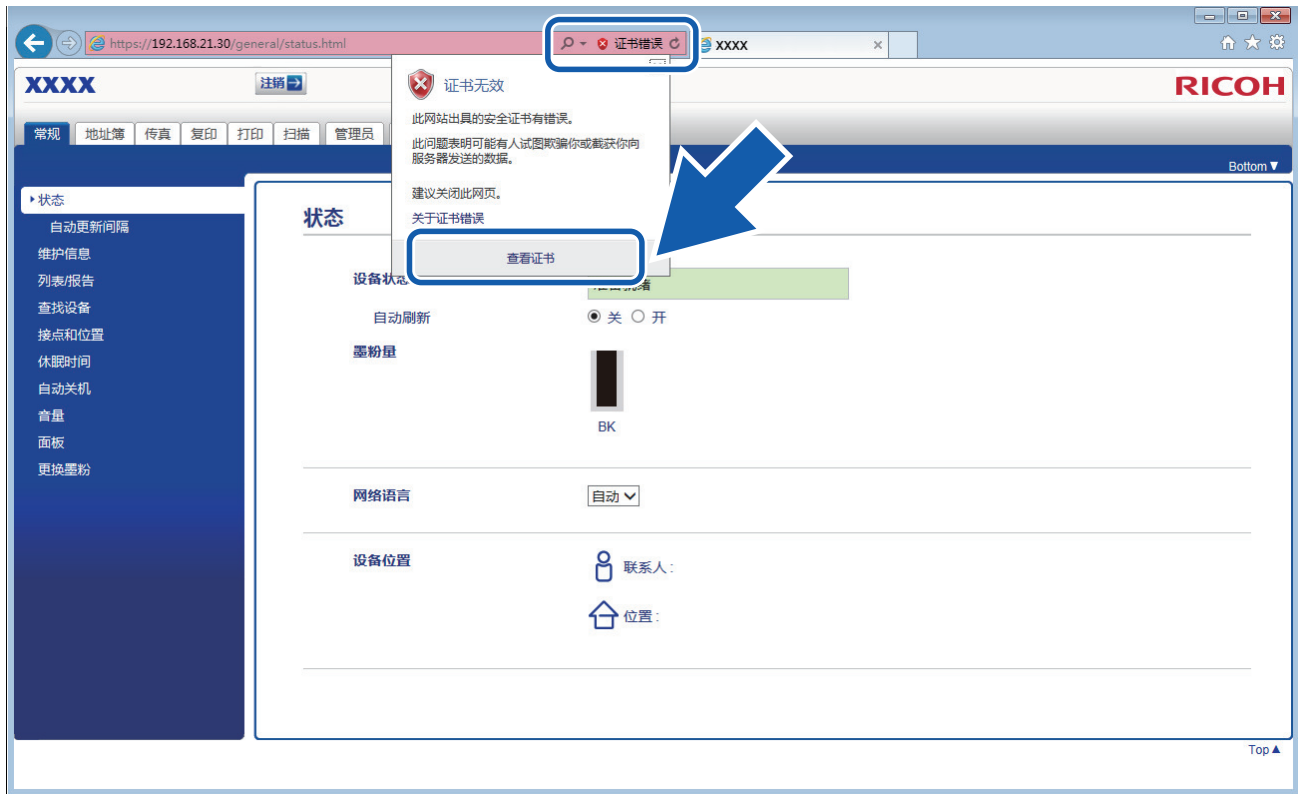 https://192.168.21.30/general/status.html
证书错误
XXXX
XXXX
注销
RICOH
证书无效
此网站出具的安全证书有错误。
此问题表明可能有人试图欺骗你或截获你向
服务器发送的数据。
建议关闭此网页。
关于证书错误
查看证书
常规
地址簿
传真
复印
打印
扫描
管理员
Bottom▼
状态
自动更新间隔
维护信息
列表/报告
查找设备
接点和位置
休眠时间
自动关机
音量
面板
更换墨粉
状态
设备状态
自动刷新
关
开
墨粉量
BK
网络语言
自动
设备位置
联系人:
位置:
Top▲